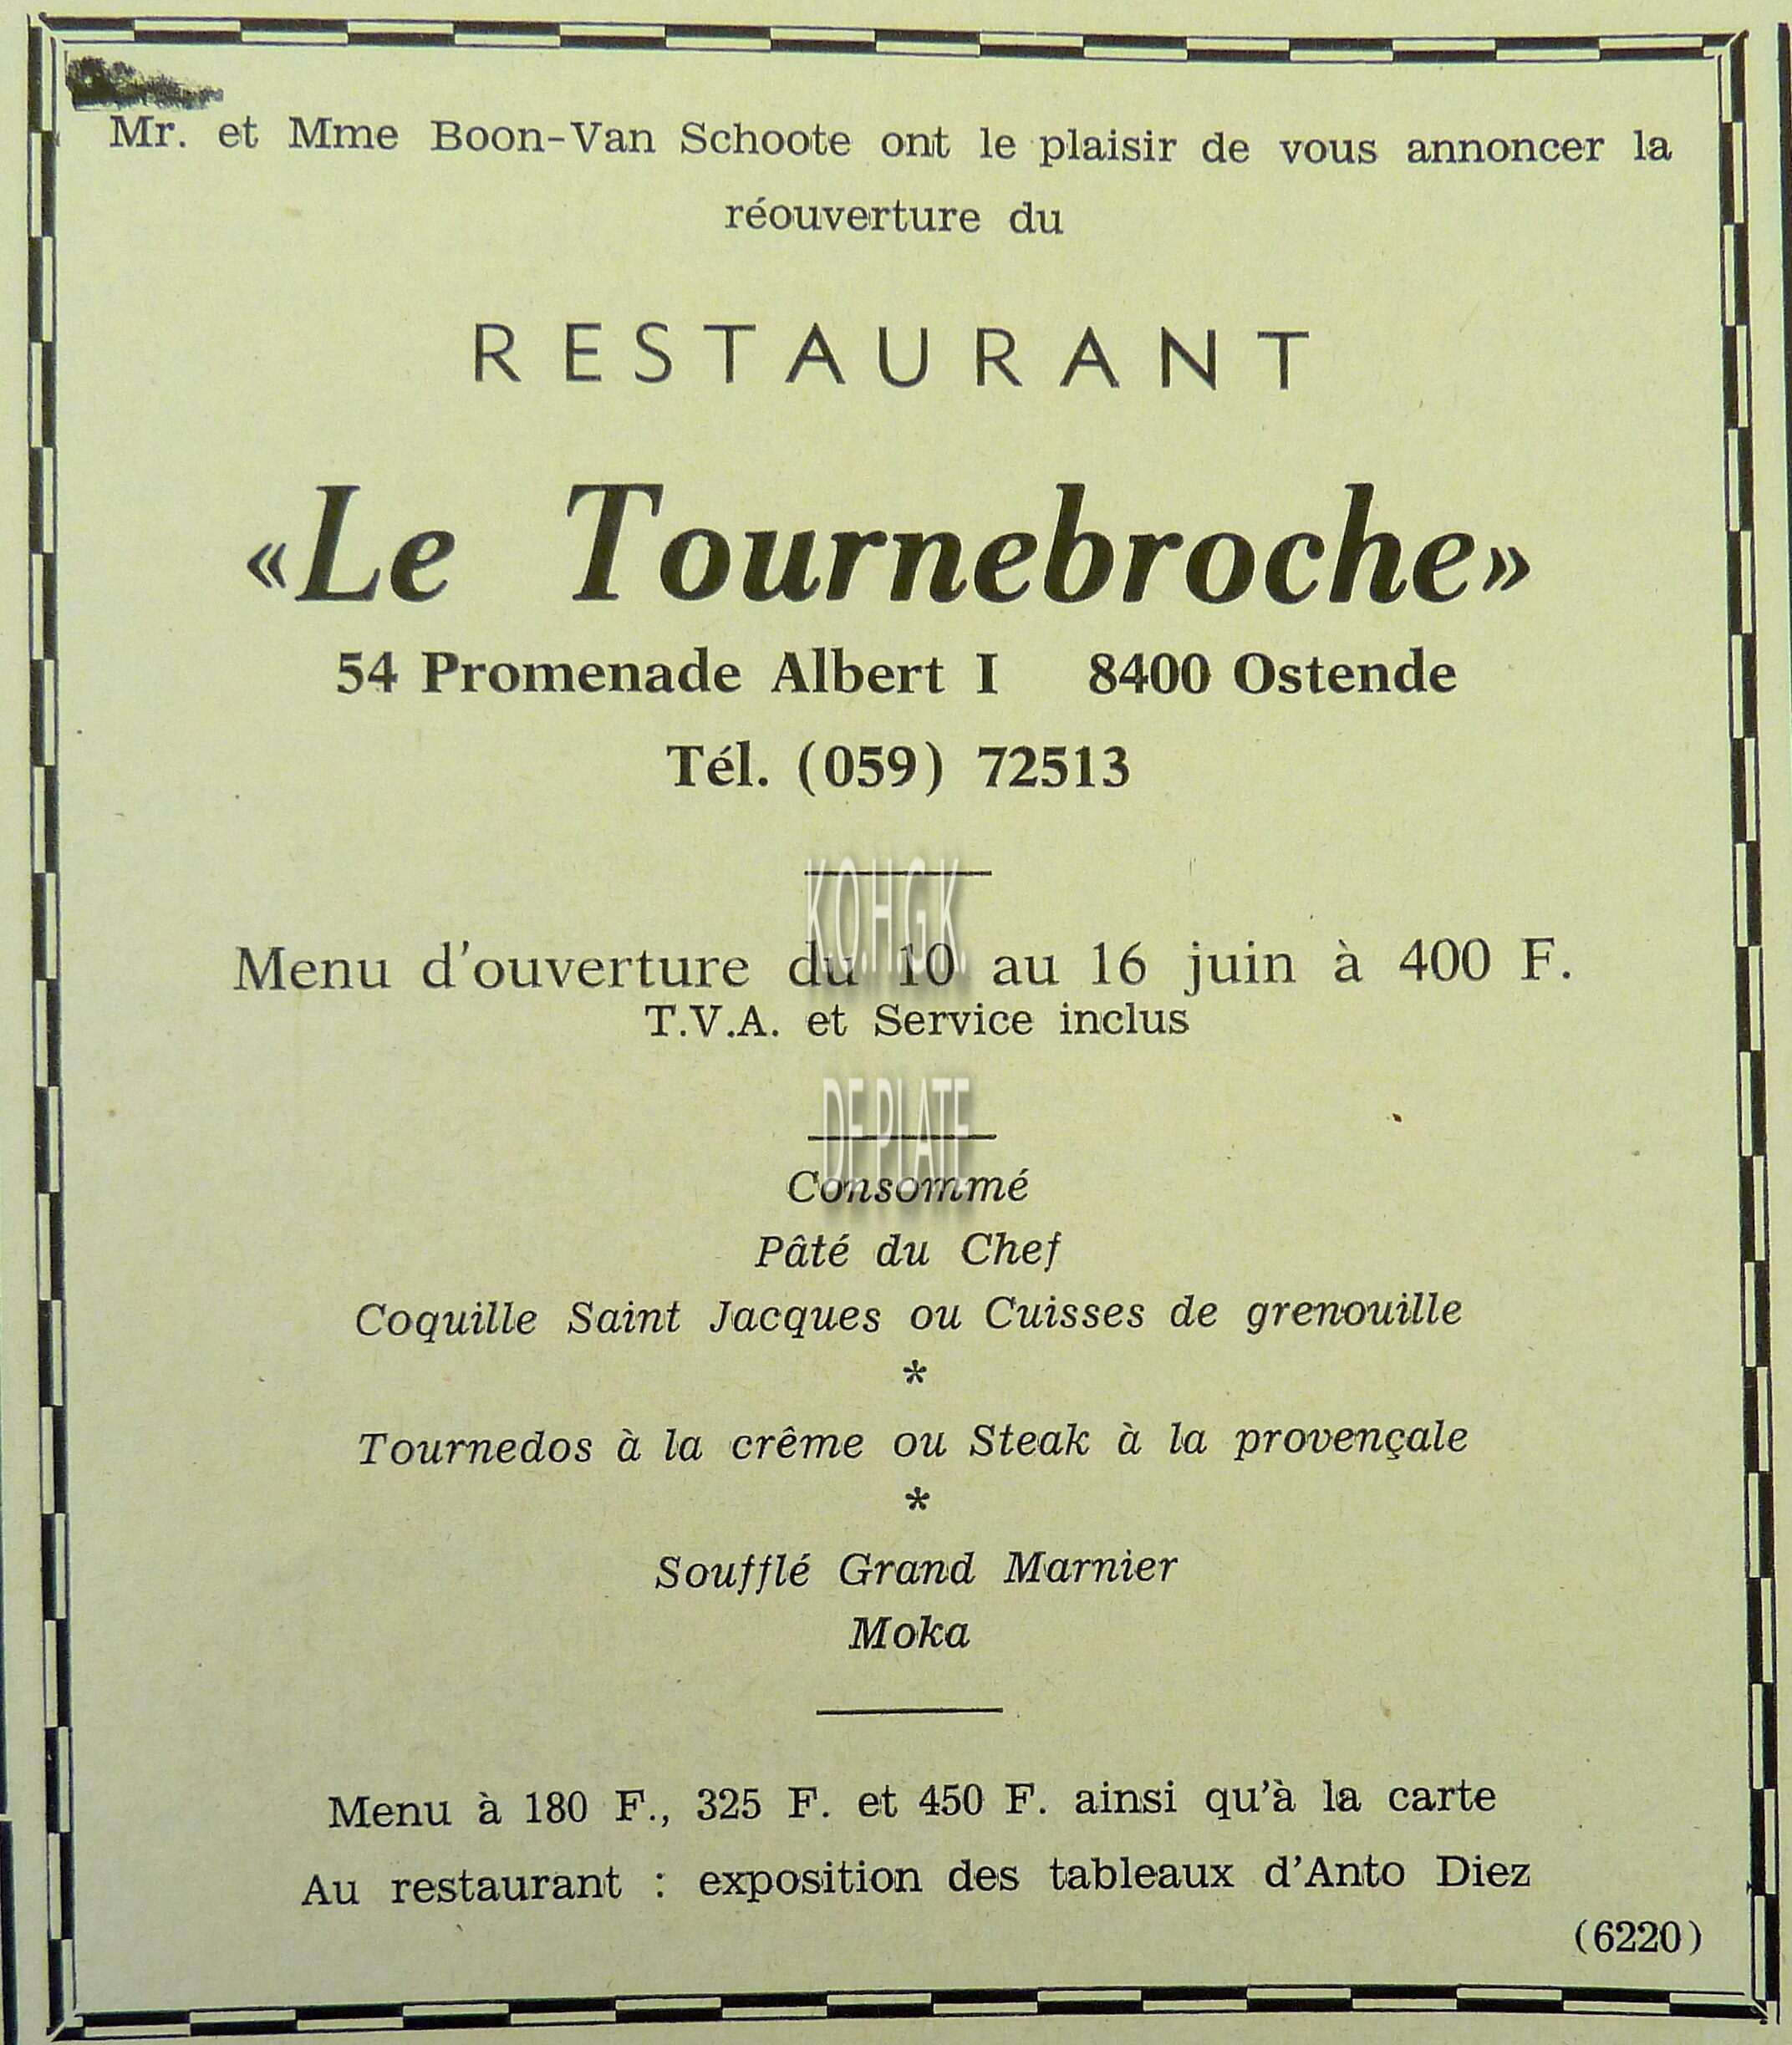 Mr. et Mme Boon-Van Schoote ont le plaisir de vous annoncer la
réouverture du
RESTAURANT
«Le Tournebroche»
54 Promenade Albert I 8400 Ostende
Tél. (059) 72513
K.O.H.G.K.
Menu d'ouverture du 10 au 16 juin à 400 F.
T.V.A. et Service inclus
DE PLATE
Consommé
Pâté du Chef
Coquille Saint Jacques ou Cuisses de grenouille
*
Tournedos à la crême ou Steak à la provençale
*
Soufflé Grand Marnier
Moka
Menu à 180 F., 325 F. et 450 F. ainsi qu'à la carte
Au restaurant : exposition des tableaux d'Anto Diez
(6220)